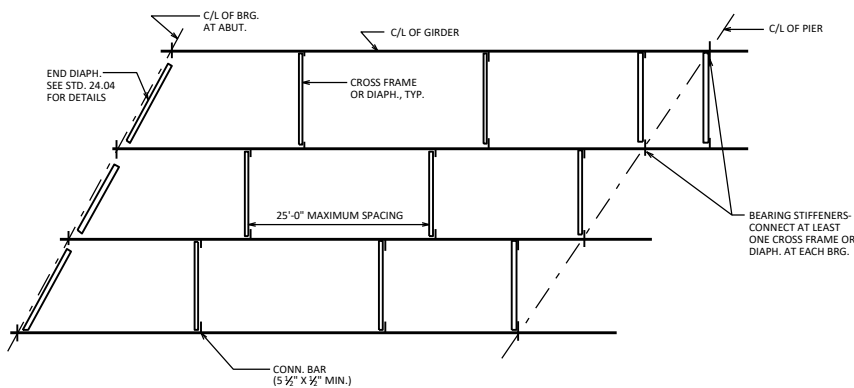 C/L OF BRG.
AT ABUT.
C/L OF GIRDER
C/L OF PIER
END DIAPH.
SEE STD. 24.04
FOR DETAILS
CROSS FRAME
OR DIAPH., TYP.
25'-0" MAXIMUM SPACING
BEARING STIFFENERS-
CONNECT AT LEAST
ONE CROSS FRAME OR
DIAPH. AT EACH BRG.
CONN. BAR
(5 ½" X ½" MIN.)